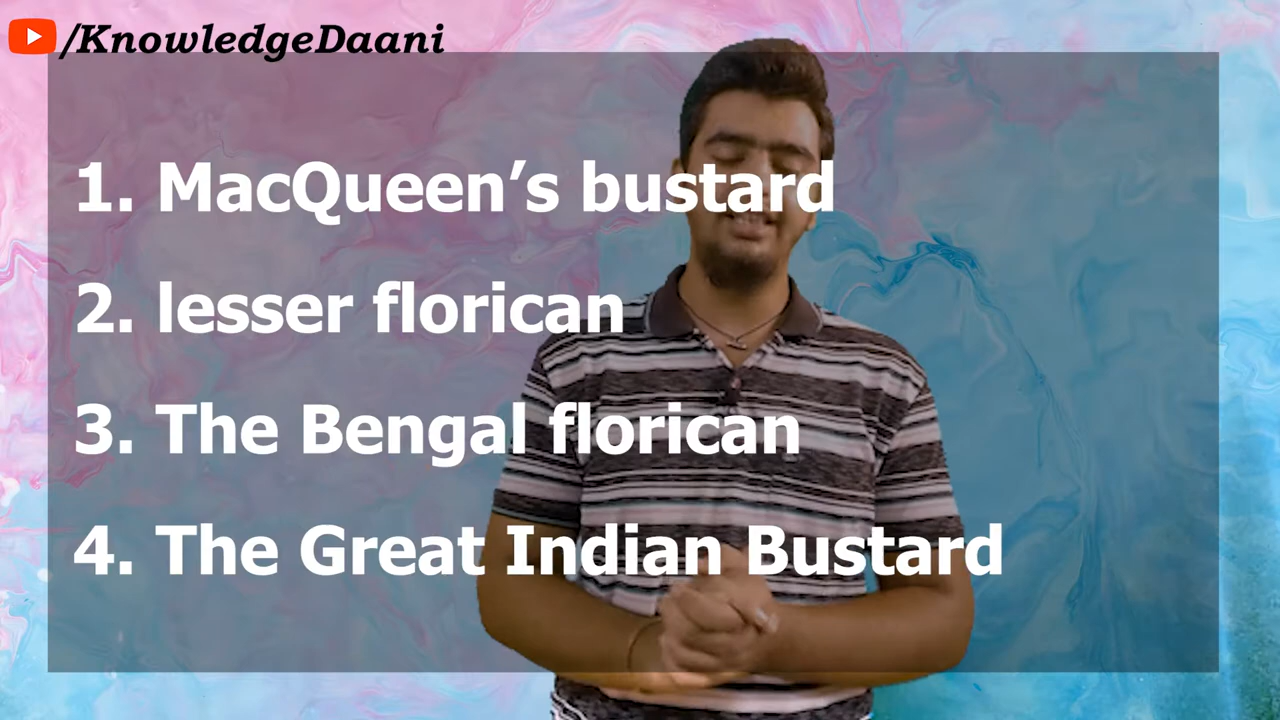 /KnowledgeDaani
1. MacQueen’s bustard
2. lesser florican
3. The Bengal florican
4. The Great Indian Bustard